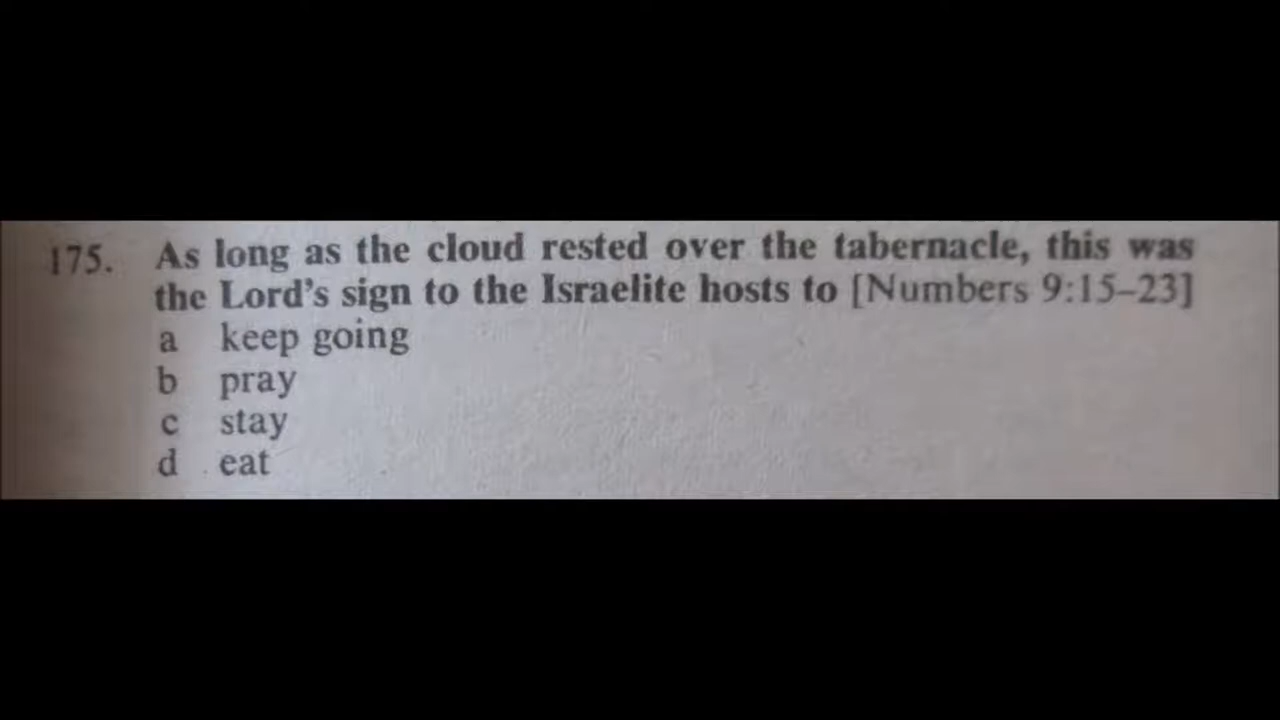 175. As long as the cloud rested over the tabernacle, this was
the Lord's sign to the Israelite hosts to [Numbers 9:15–23]
a keep going
b pray
c stay
d eat